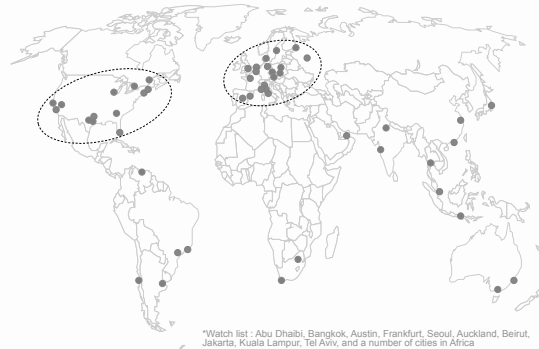 *Watch list : Abu Dhaibi, Bangkok, Austin, Frankfurt, Seoul, Auckland, Beirut,
Jakarta, Kuala Lampur, Tel Aviv, and a number of cities in Africa